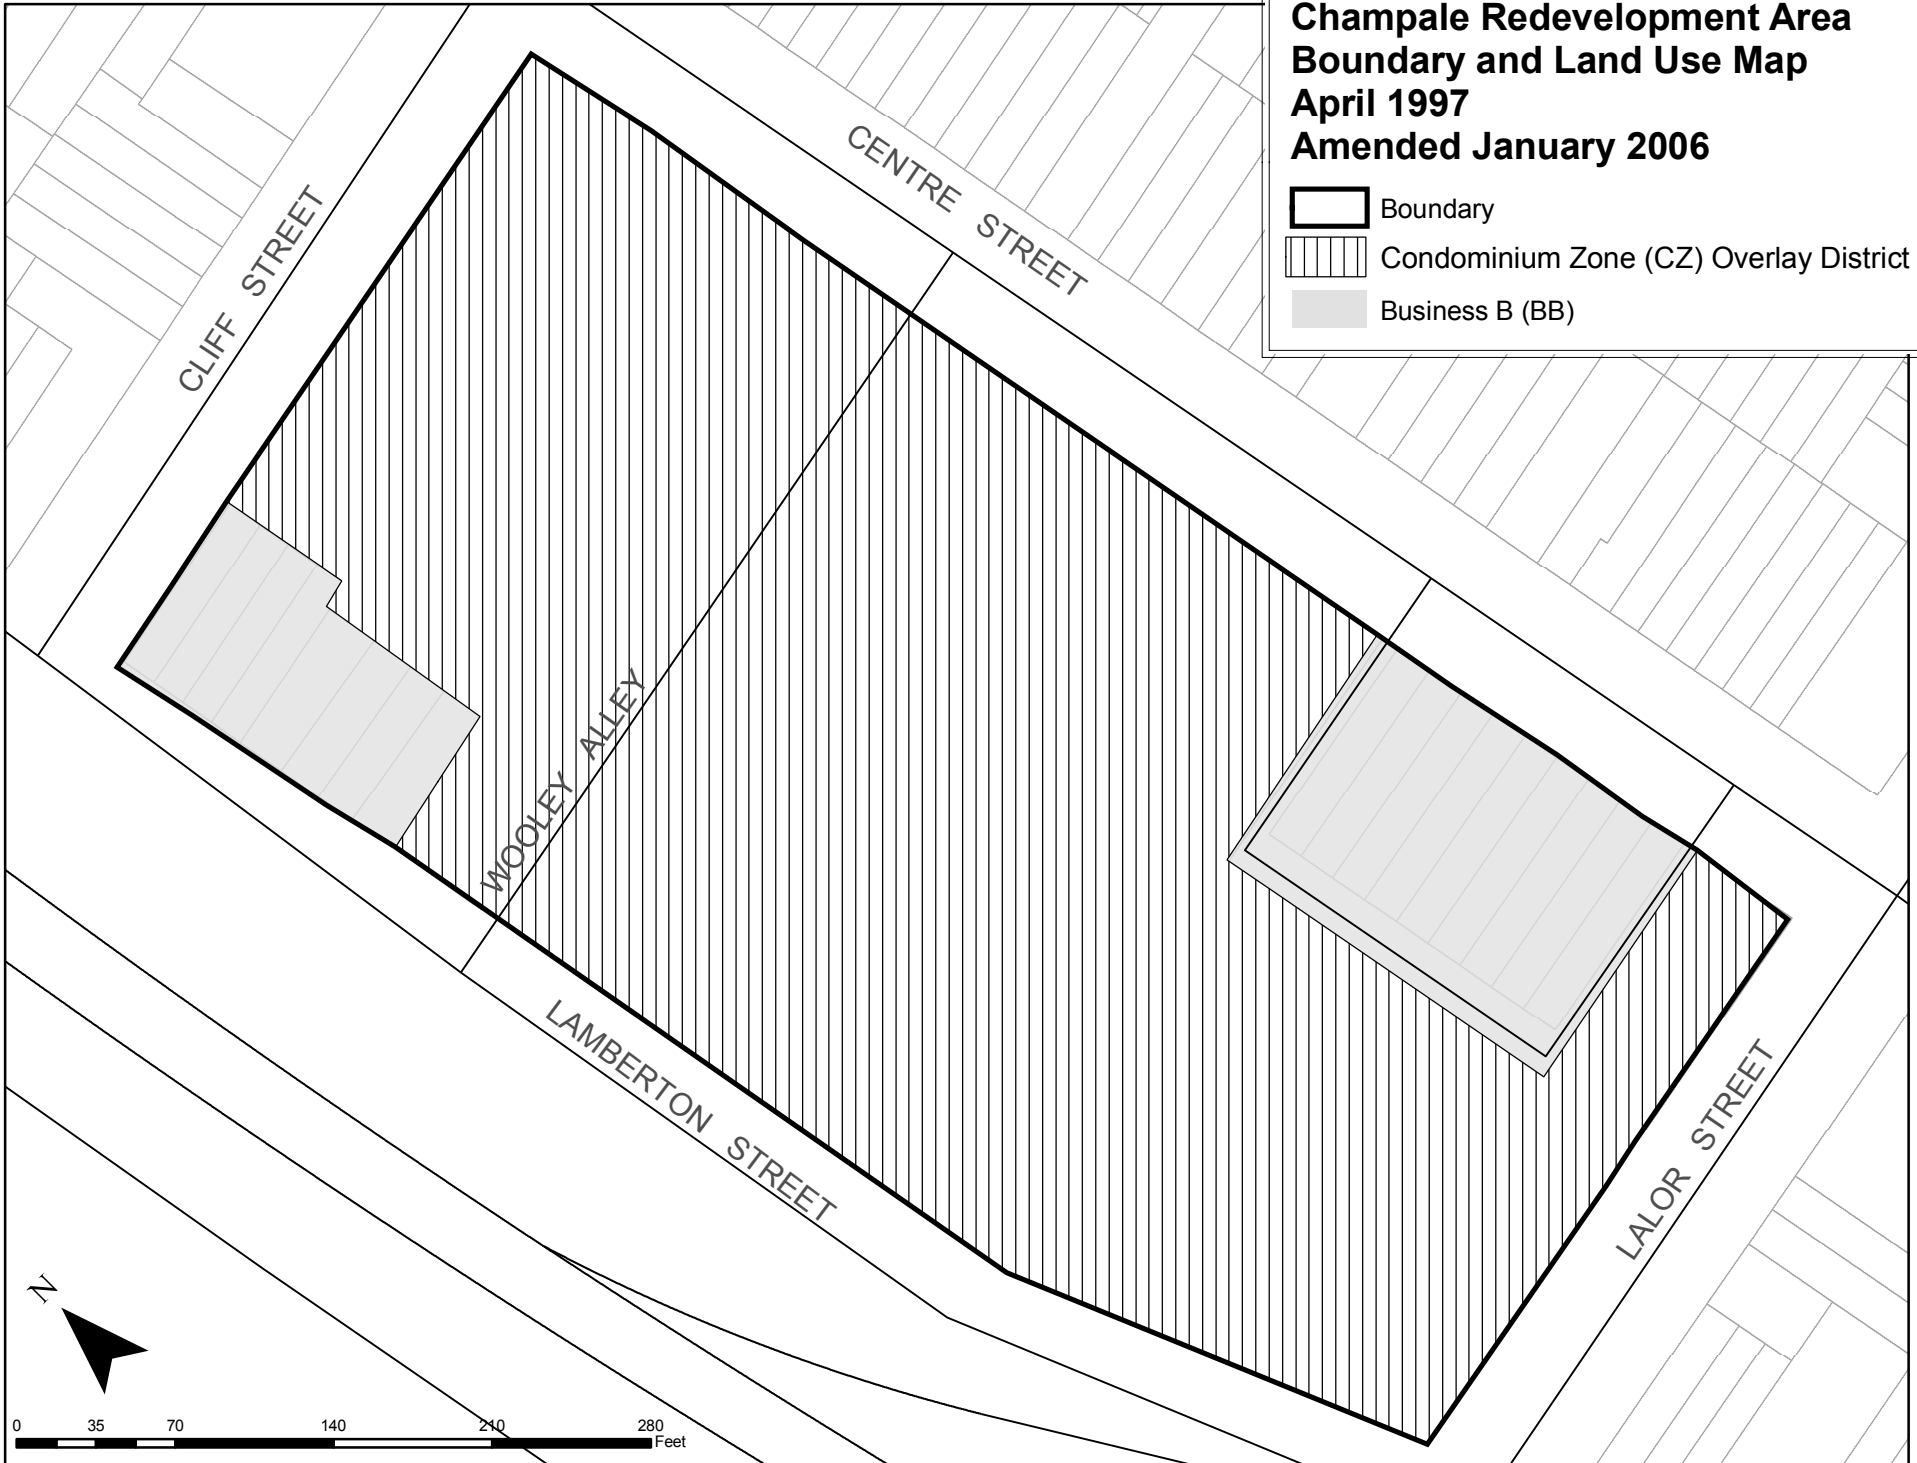 Champale Redevelopment Area
Boundary and Land Use Map
April 1997
Amended January 2006
Boundary
Condominium Zone (CZ) Overlay District
Business B (BB)
CENTRE STREET
CLIFF STREET
WOOLEY ALLEY
LAMBERTON STREET
LALOR STREET
N
0 35 70 140 210 280
Feet